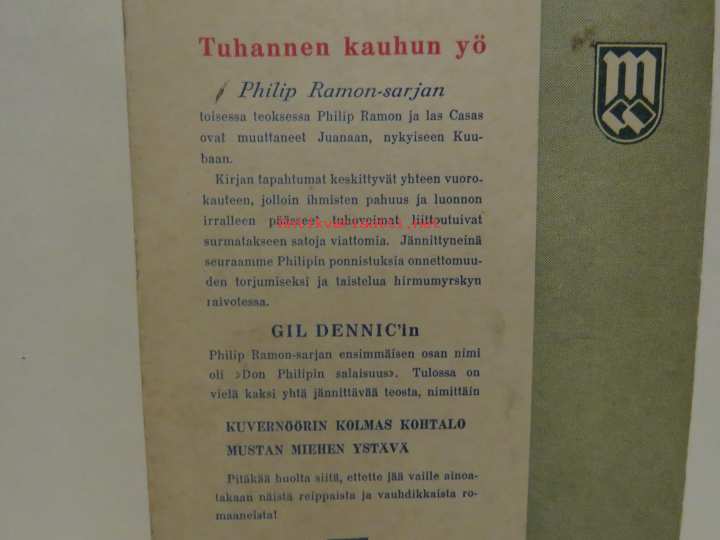 Tuhannen kauhun yö
Philip Ramon-sarjan
toisessa teoksessa Philip Ramon ja las Casas
ovat muuttaneet Juanaan, nykyiseen Kuu-
baan.
Kirjan tapahtumat keskittyvät yhteen vuoro-
kauteen, jolloin ihmisten pahuus ja luonnon
irralleen päässeet tuhovoimat liittoutuivat
surmatakseen satoja viattomia. Jännittyneinä
seuraamme Philipin ponnistuksia onnettomuu-
den torjumiseksi ja taistelua hirmumyrskyn
raivotessa.
GIL DENNIC'in
Philip Ramon-sarjan ensimmäisen osan nimi
oli »Don Philipin salaisuus». Tulossa on
vielä kaksi yhtä jännittävää teosta, nimittäin
KUVERNÖÖRIN KOLMAS KOHTALO
MUSTAN MIEHEN YSTÄVÄ
Pitäkää huolta siitä, ettette jää vaille ainoa-
takaan näistä reippaista ja vauhdikkaista ro-
maaneista!